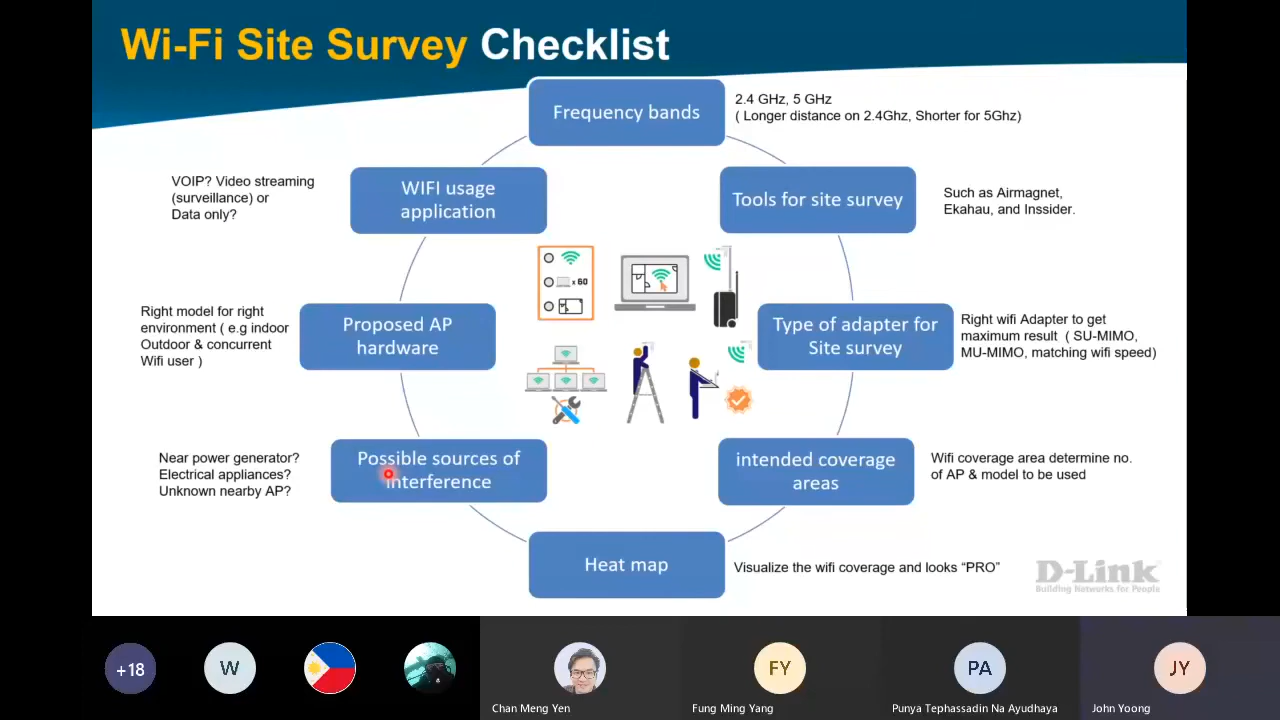 Wi-Fi Site Survey Checklist
Frequency bands
2.4 GHz, 5 GHz
( Longer distance on 2.4Ghz, Shorter for 5Ghz)
Tools for site survey
Such as Airmagnet,
Ekahau, and Inssider.
Type of adapter for
Site survey
Right wifi Adapter to get
maximum result ( SU-MIMO,
MU-MIMO, matching wifi speed)
intended coverage
areas
Wifi coverage area determine no.
of AP & model to be used
Heat map
Visualize the wifi coverage and looks “PRO”
Possible sources of
interference
Near power generator?
Electrical appliances?
Unknown nearby AP?
Proposed AP
hardware
Right model for right
environment ( e.g indoor
Outdoor & concurrent
Wifi user )
WIFI usage
application
VOIP? Video streaming
(surveillance) or
Data only?
x 60
D-Link
Building Networks for People
+18
W
FY
PA
JY
Chan Meng Yen
Fung Ming Yang
Punya Tephassadin Na Ayudhaya
John Yoong